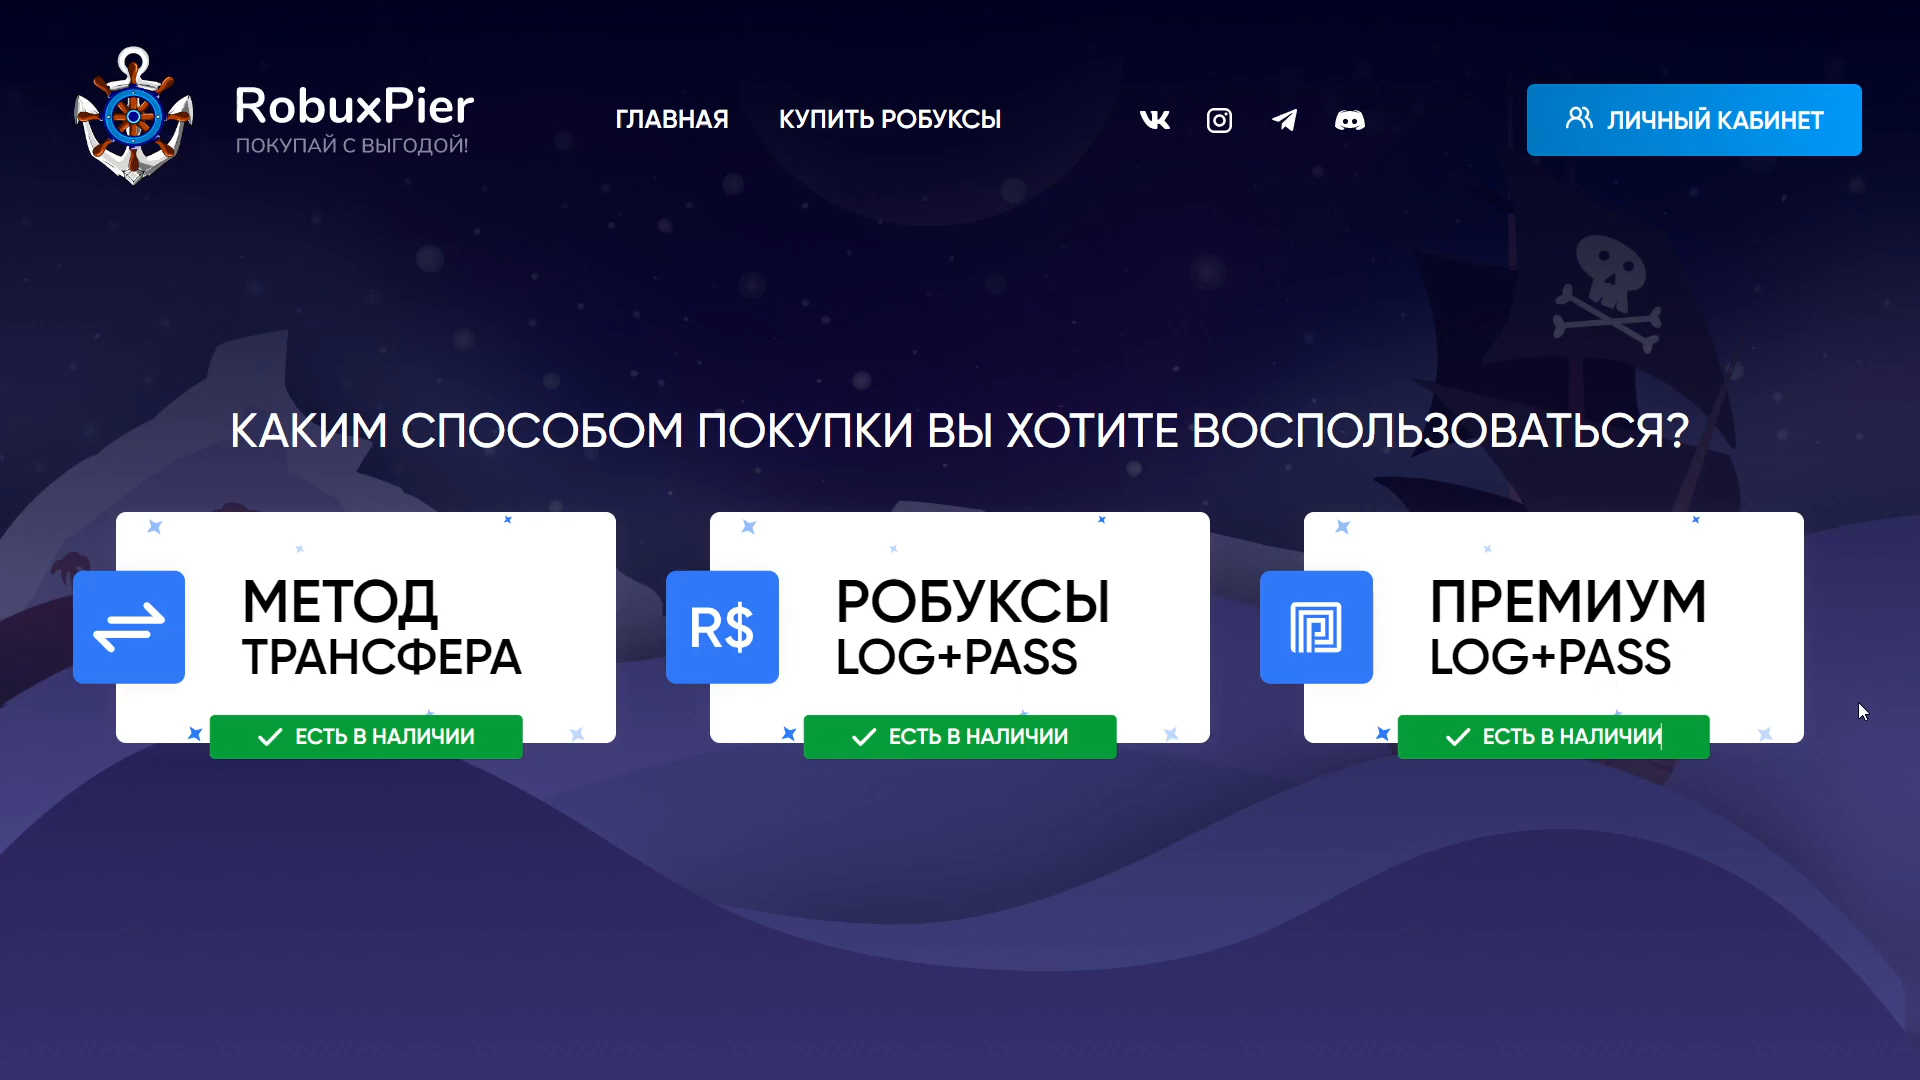 RobuxPier
ПОКУПАЙ С ВЫГОДОЙ!
ГЛАВНАЯ
КУПИТЬ РОБУКСЫ
ЛИЧНЫЙ КАБИНЕТ
КАКИМ СПОСОБОМ ПОКУПКИ ВЫ ХОТИТЕ ВОСПОЛЬЗОВАТЬСЯ?
МЕТОД
ТРАНСФЕРА
ЕСТЬ В НАЛИЧИИ
R$
РОБУКСЫ
LOG+PASS
ЕСТЬ В НАЛИЧИИ
ПРЕМИУМ
LOG+PASS
ЕСТЬ В НАЛИЧИИ